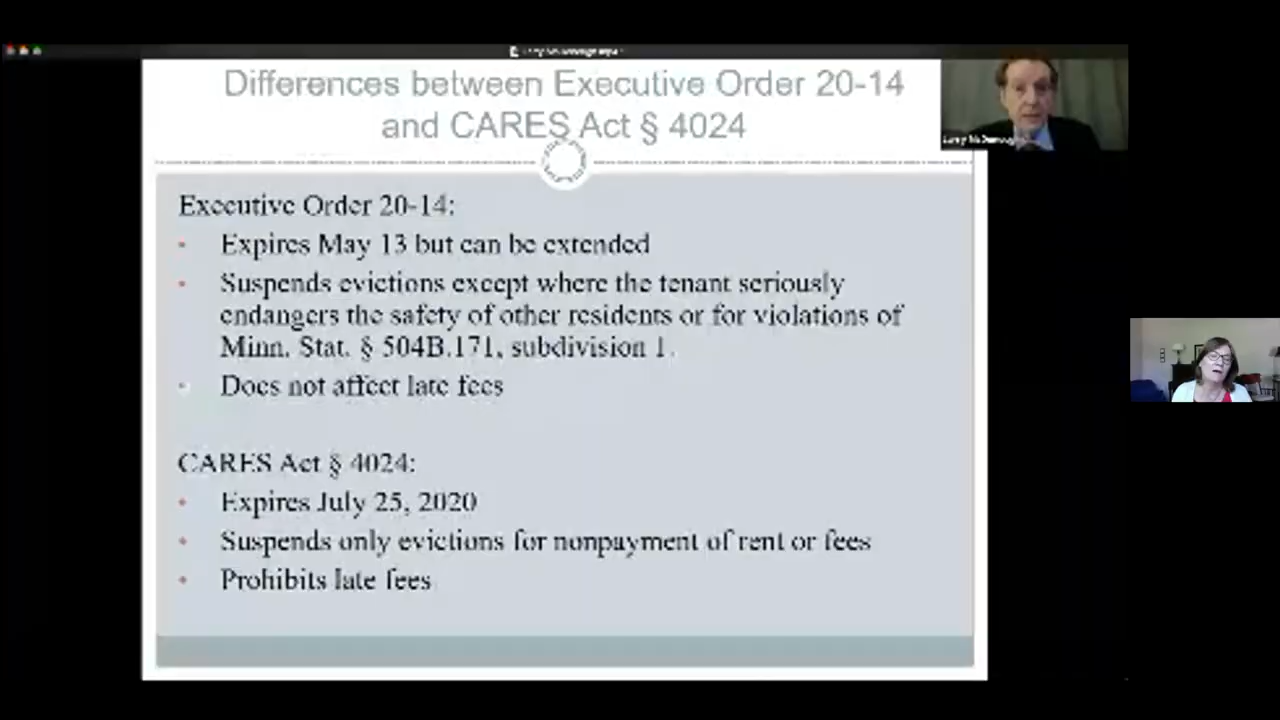 Differences between Executive Order 20-14
and CARES Act § 4024
Executive Order 20-14:
• Expires May 13 but can be extended
• Suspends evictions except where the tenant seriously
endangers the safety of other residents or for violations of
Minn. Stat. § 504B.171, subdivision 1.
• Does not affect late fees
CARES Act § 4024:
• Expires July 25, 2020
• Suspends only evictions for nonpayment of rent or fees
• Prohibits late fees